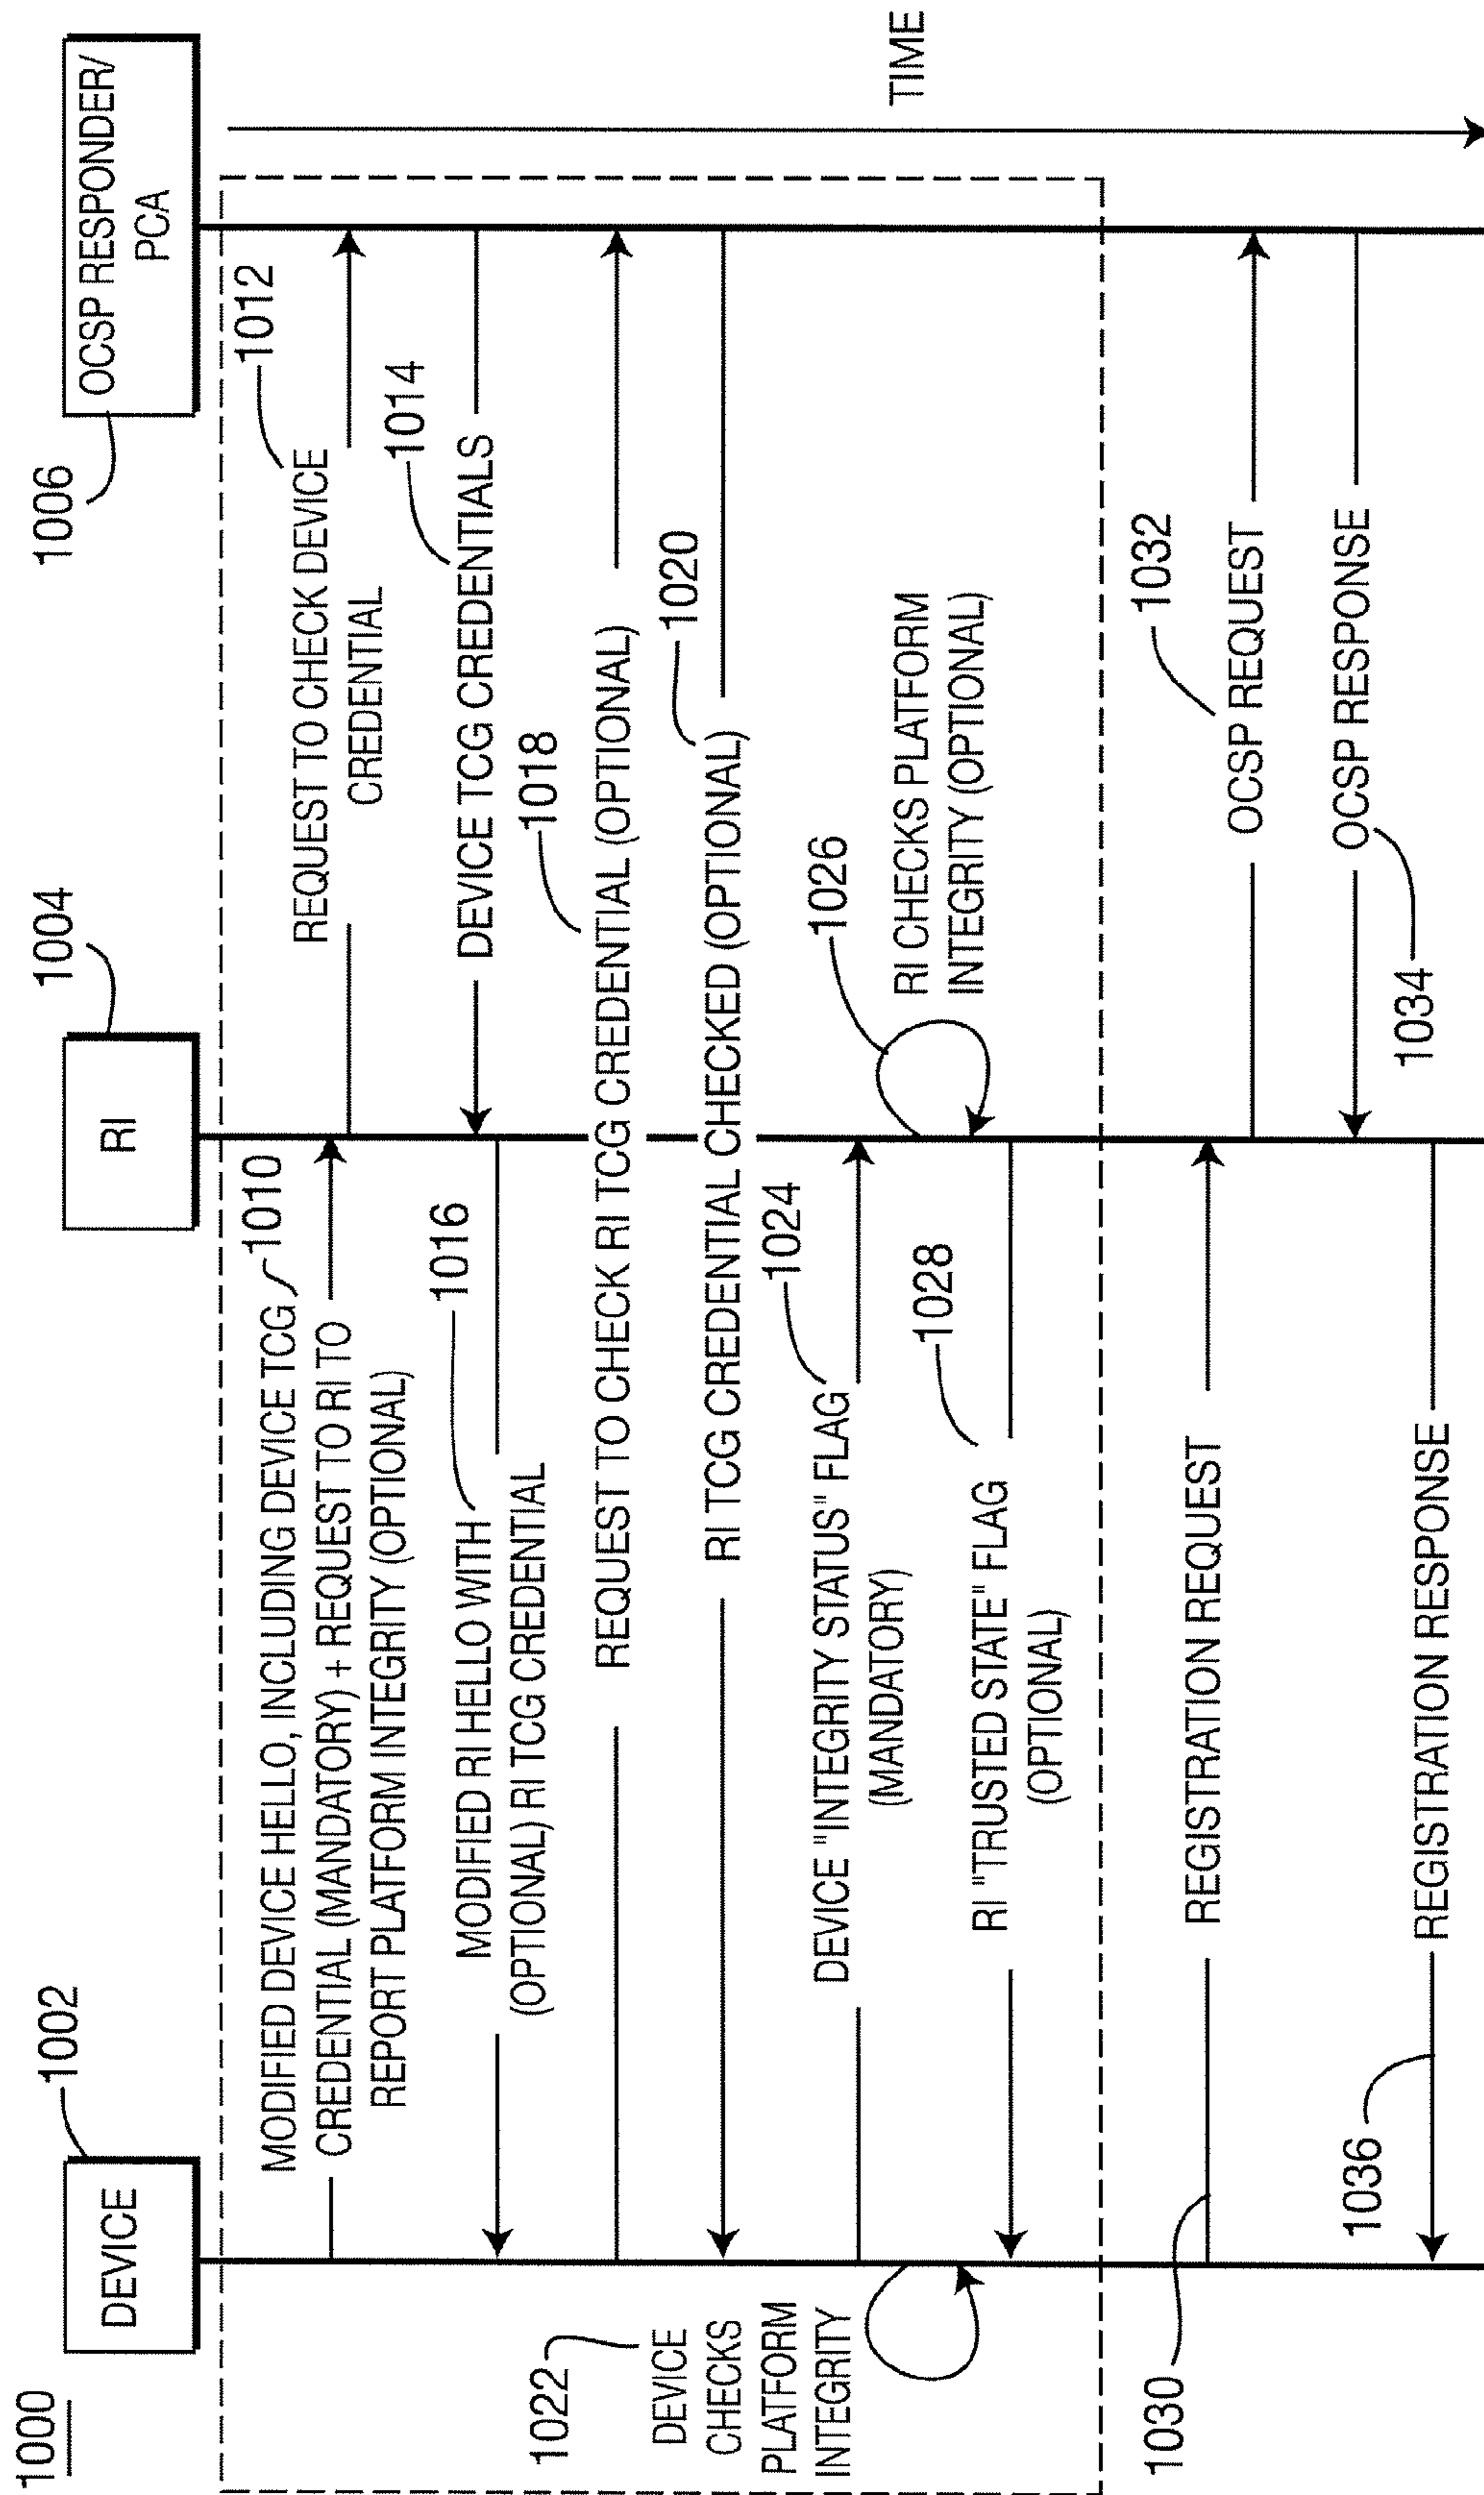 1000
1002
DEVICE
1004
RI
1006
OCSP RESPONDER/
PCA
TIME
MODIFIED DEVICE HELLO, INCLUDING DEVICE TCG
CREDENTIAL (MANDATORY) + REQUEST TO RI TO
REPORT PLATFORM INTEGRITY (OPTIONAL)
1010
REQUEST TO CHECK DEVICE
CREDENTIAL
1012
DEVICE TCG CREDENTIALS
1014
MODIFIED RI HELLO WITH
(OPTIONAL) RI TCG CREDENTIAL
1016
REQUEST TO CHECK RI TCG CREDENTIAL (OPTIONAL)
1018
RI TCG CREDENTIAL CHECKED (OPTIONAL)
1020
1022
DEVICE
CHECKS
PLATFORM
INTEGRITY
DEVICE "INTEGRITY STATUS" FLAG
(MANDATORY)
1024
1026
RI CHECKS PLATFORM
INTEGRITY (OPTIONAL)
RI "TRUSTED STATE" FLAG
(OPTIONAL)
1028
1030
REGISTRATION REQUEST
OCSP REQUEST
1032
OCSP RESPONSE
1034
1036
REGISTRATION RESPONSE